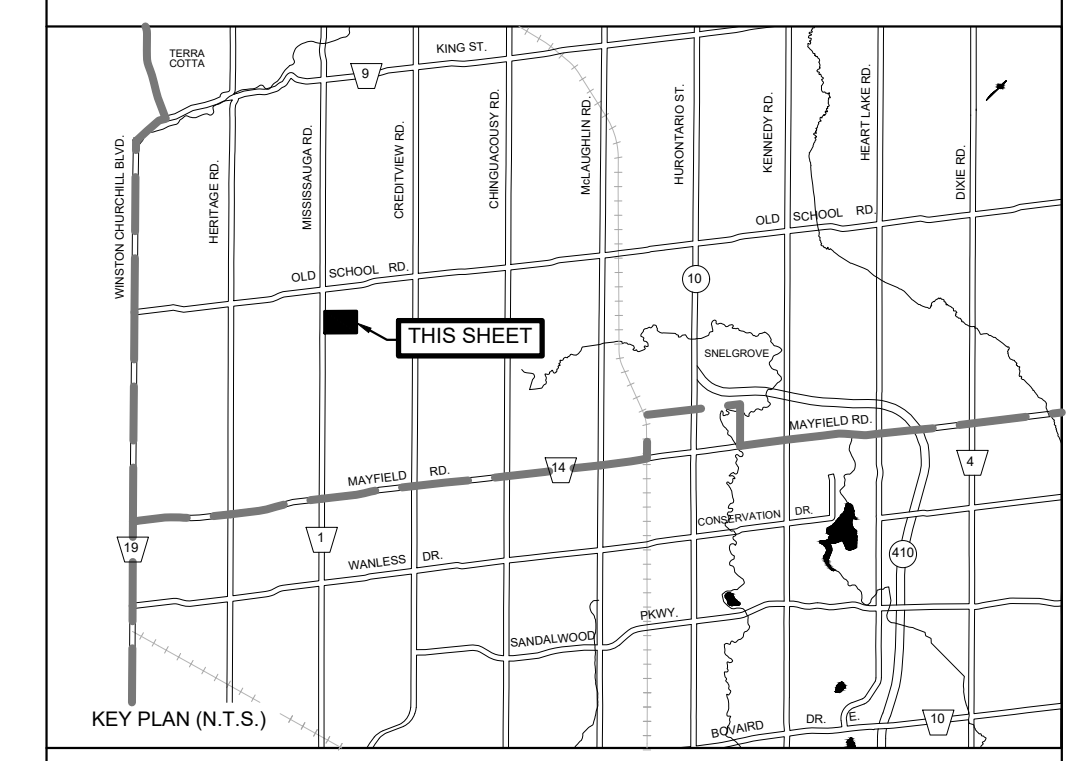 TERRA
COTTA
KING ST.
9
WINSTON CHURCHILL BLVD.
HERITAGE RD.
MISSISSAUGA RD.
CREDITVIEW RD.
CHINGUACOUSY RD.
McLAUGHLIN RD.
HURONTARIO ST.
KENNEDY RD.
HEART LAKE RD.
DIXIE RD.
OLD SCHOOL RD.
OLD SCHOOL RD.
10
THIS SHEET
SNELGROVE
MAYFIELD RD.
MAYFIELD RD.
14
4
CONSERVATION DR.
19
1
WANLESS DR.
410
SANDALWOOD PKWY.
KEY PLAN (N.T.S.)
BOVAIRD DR. E.
10